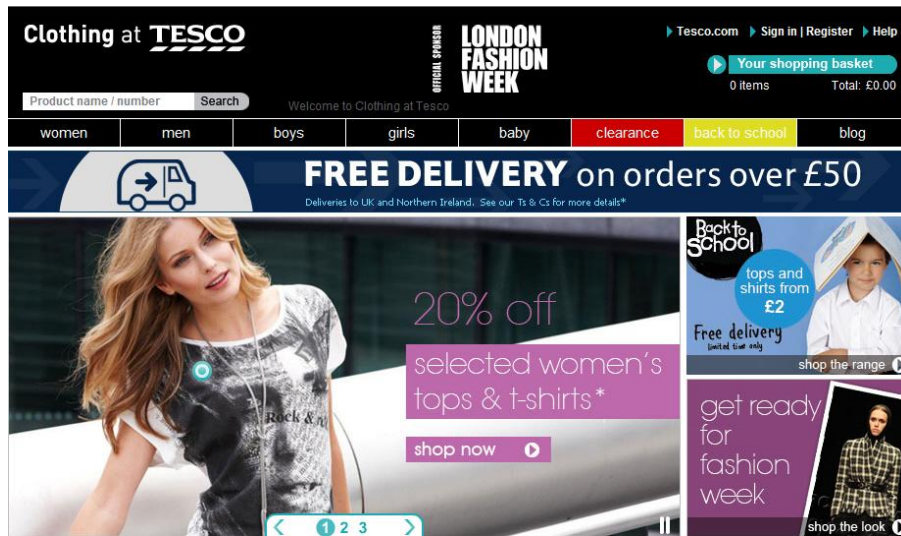 Clothing at TESCO
OFFICIAL SPONSOR
LONDON
FASHION
WEEK
Tesco.com Sign in | Register Help
Your shopping basket
0 items Total: £0.00
Product name / number Search
Welcome to Clothing at Tesco
women men boys girls baby clearance back to school blog
FREE DELIVERY on orders over £50
Deliveries to UK and Northern Ireland. See our Ts & Cs for more details*
20% off
selected women's
tops & t-shirts*
shop now
Rock &
1 2 3
Back to
School
tops and
shirts from
£2
Free delivery
limited time only
shop the range
get ready
for
fashion
week
shop the look